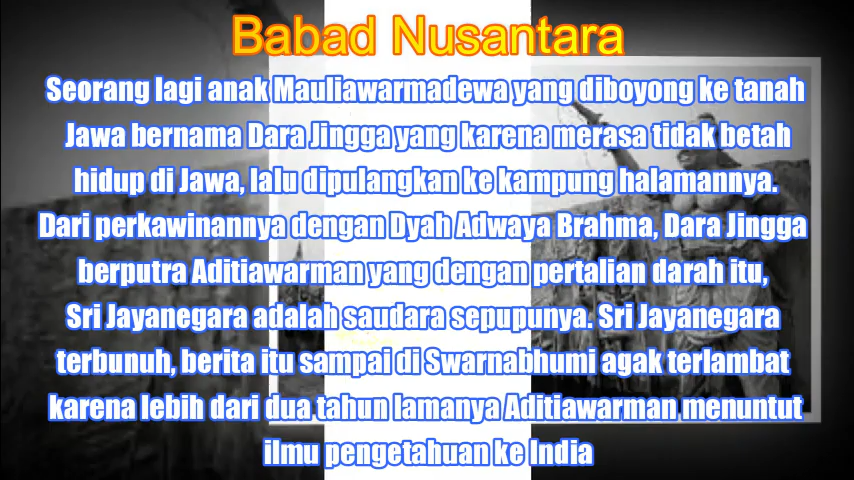 Babad Nusantara
Seorang lagi anak Mauliawarmadewa yang diboyong ke tanah
Jawa bernama Dara Jingga yang karena merasa tidak betah
hidup di Jawa, lalu dipulangkan ke kampung halamannya.
Dari perkawinannya dengan Dyah Adwaya Brahma, Dara Jingga
berputra Aditiawarman yang dengan pertalian darah itu,
Sri Jayanegara adalah saudara sepupunya. Sri Jayanegara
terbunuh, berita itu sampai di Swarnabhumi agak terlambat
karena lebih dari dua tahun lamanya Aditiawarman menuntut
ilmu pengetahuan ke India